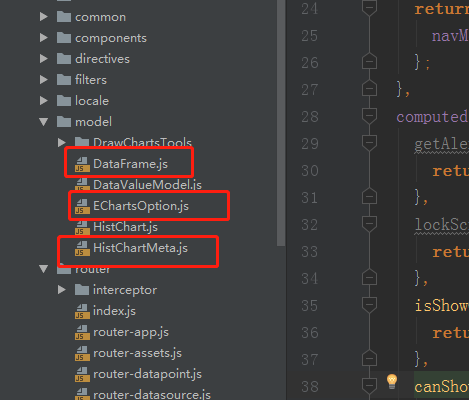 common
components
directives
filters
locale
model
DrawChartsTools
DataFrame.js
DataValueModel.js
EChartsOption.js
HistChart.js
HistChartMeta.js
router
interceptor
index.js
router-app.js
router-assets.js
router-datapoint.js
router-datasource.js
24 return
25 navM
26 };
27 },
28 computed
29 getAle
30 retu
31 },
32 lockSc
33 retu
34 },
35 isShow
36 retu
37 },
38 canSho